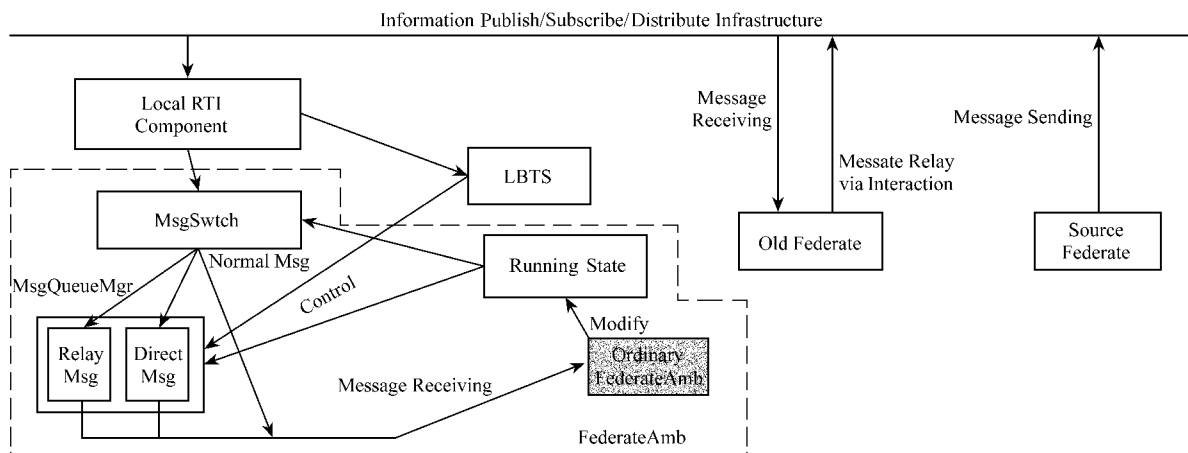 Information Publish/Subscribe/Distribute Infrastructure
Local RTI
Component
Message
Receiving
Message Sending
LBTS
Messate Relay
via Interaction
MsgSwtch
Old Federate
Source
Federate
Normal Msg
Running State
MsgQueueMgr
Control
Modify
Relay
Msg
Direct
Msg
Ordinary
FederateAmb
Message Receiving
FederateAmb